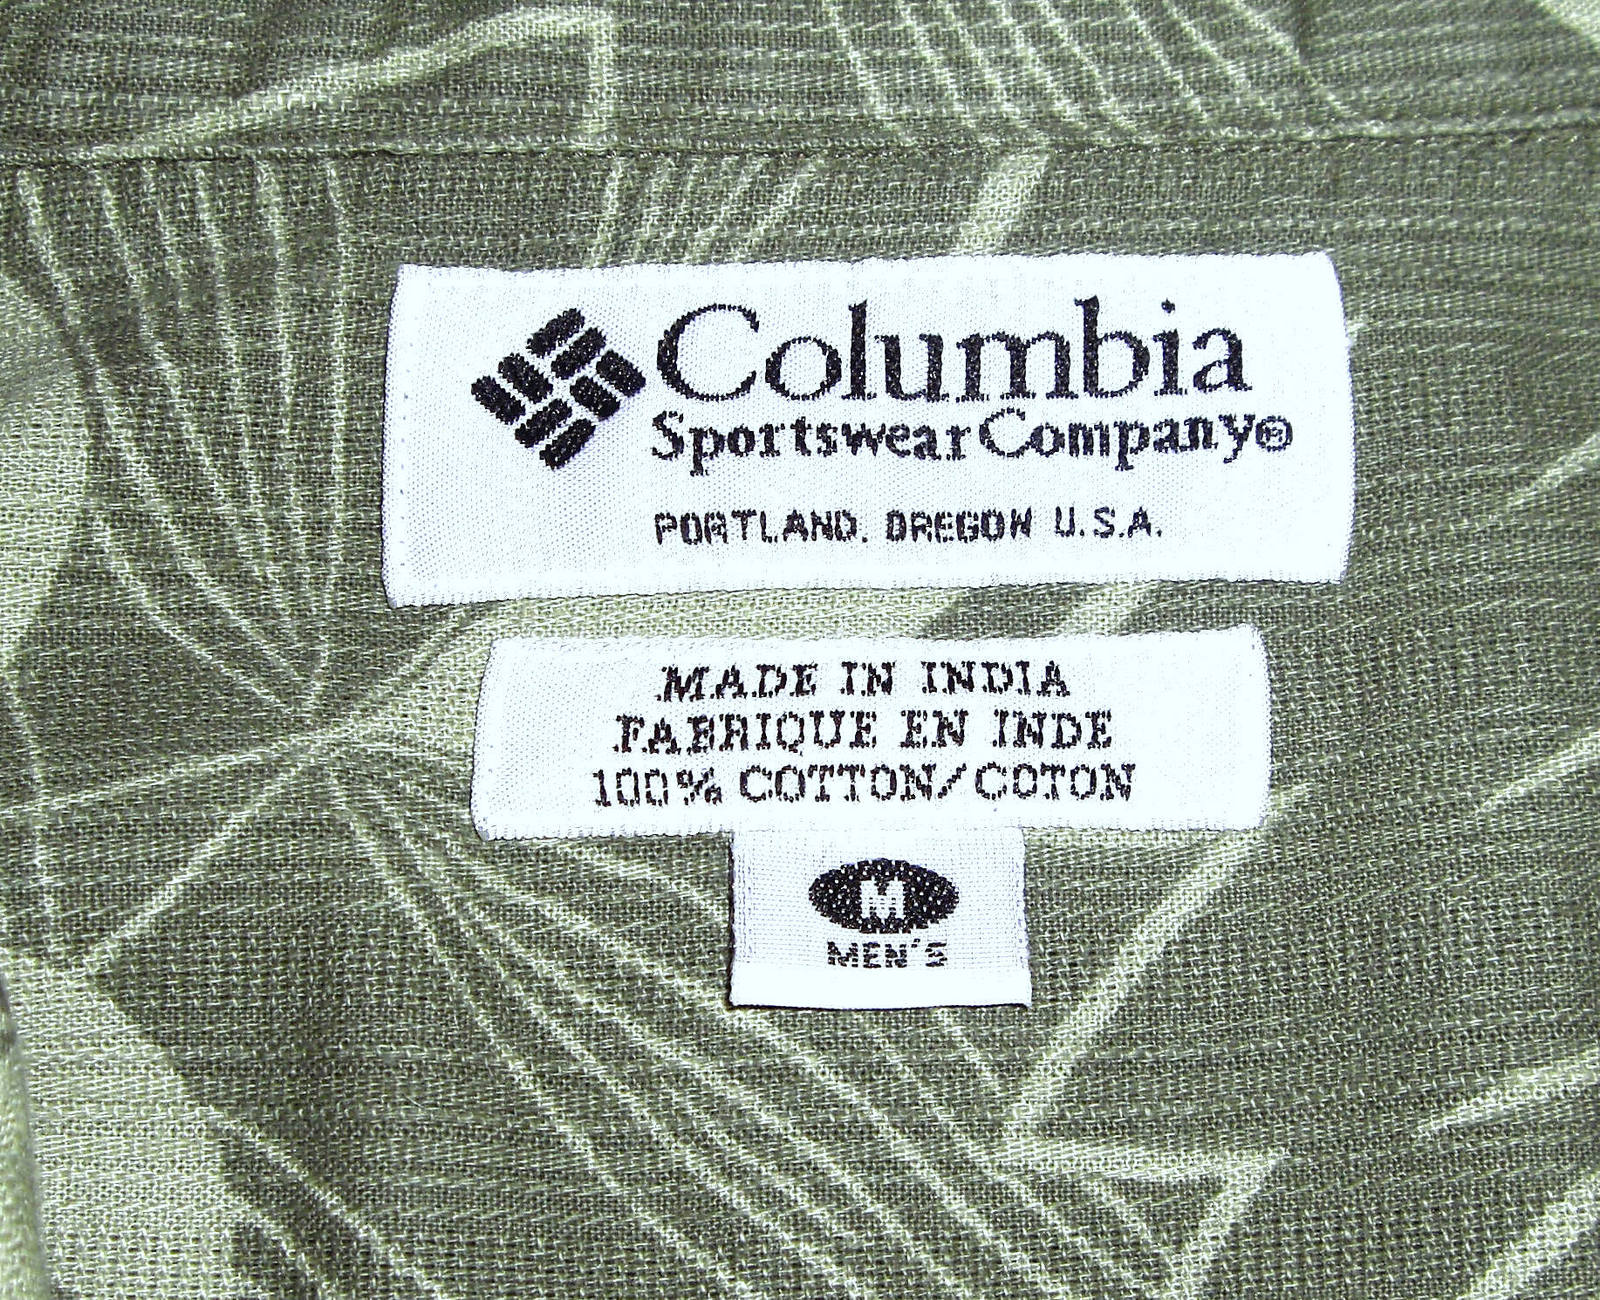 Columbia
Sportswear Company®
PORTLAND. OREGON U.S.A.
MADE IN INDIA
FABRIQUE EN INDE
100% COTTON/COTON
M
MEN'S